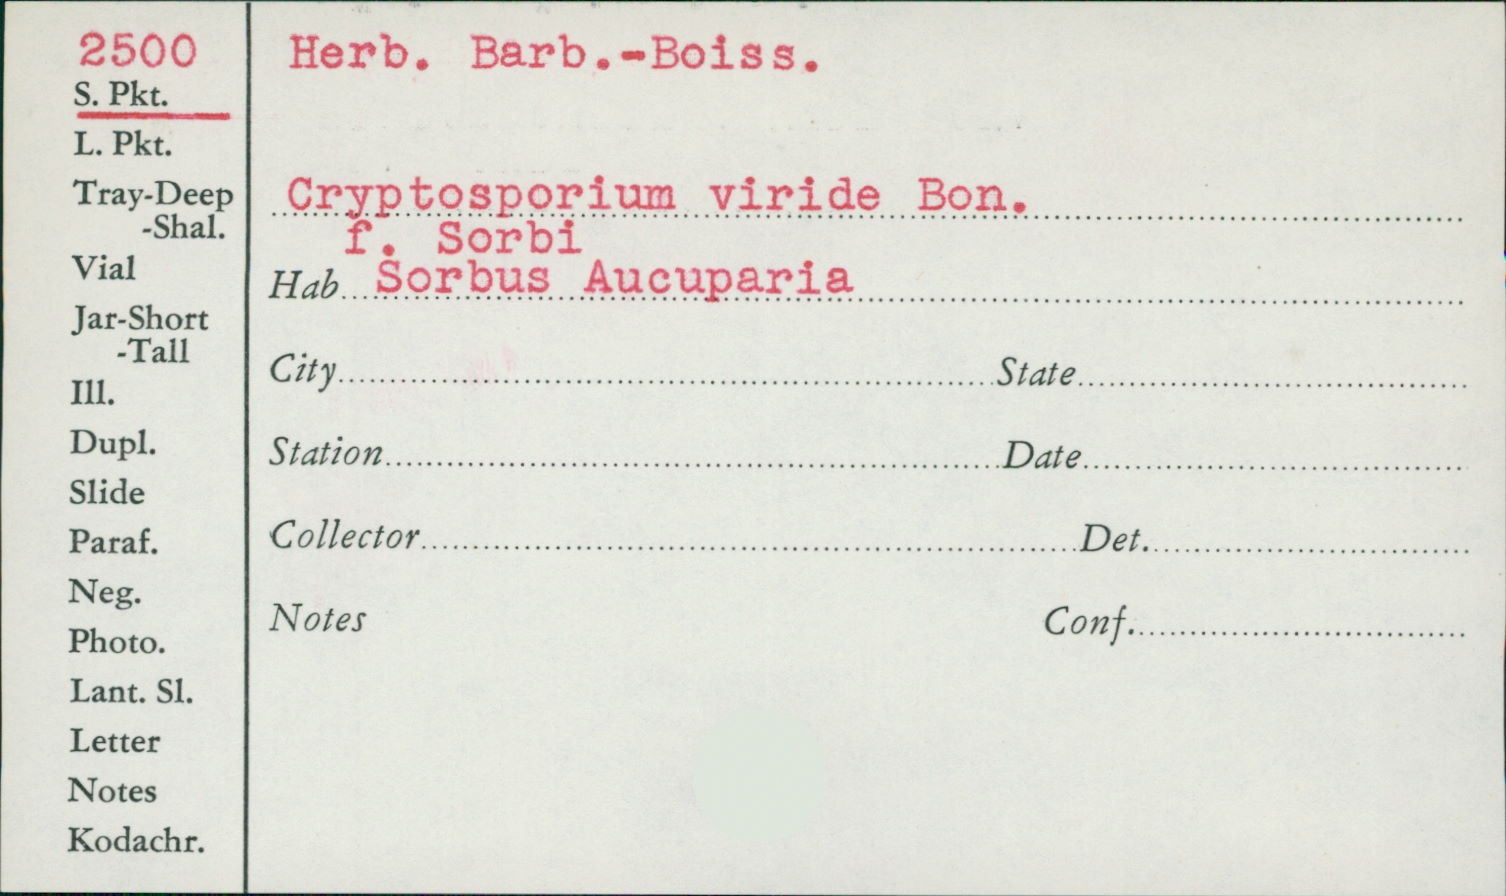 2500
S. Pkt.
L. Pkt.
Tray-Deep
-Shal.
Vial
Jar-Short
-Tall
Ill.
Dupl.
Slide
Paraf.
Neg.
Photo.
Lant. Sl.
Letter
Notes
Kodachr.
Herb. Barb.-Boiss.
Cryptosporium viride Bon.
f. Sorbi
Hab. Sorbus Aucuparia
City State
Station Date
Collector Det.
Notes Conf.